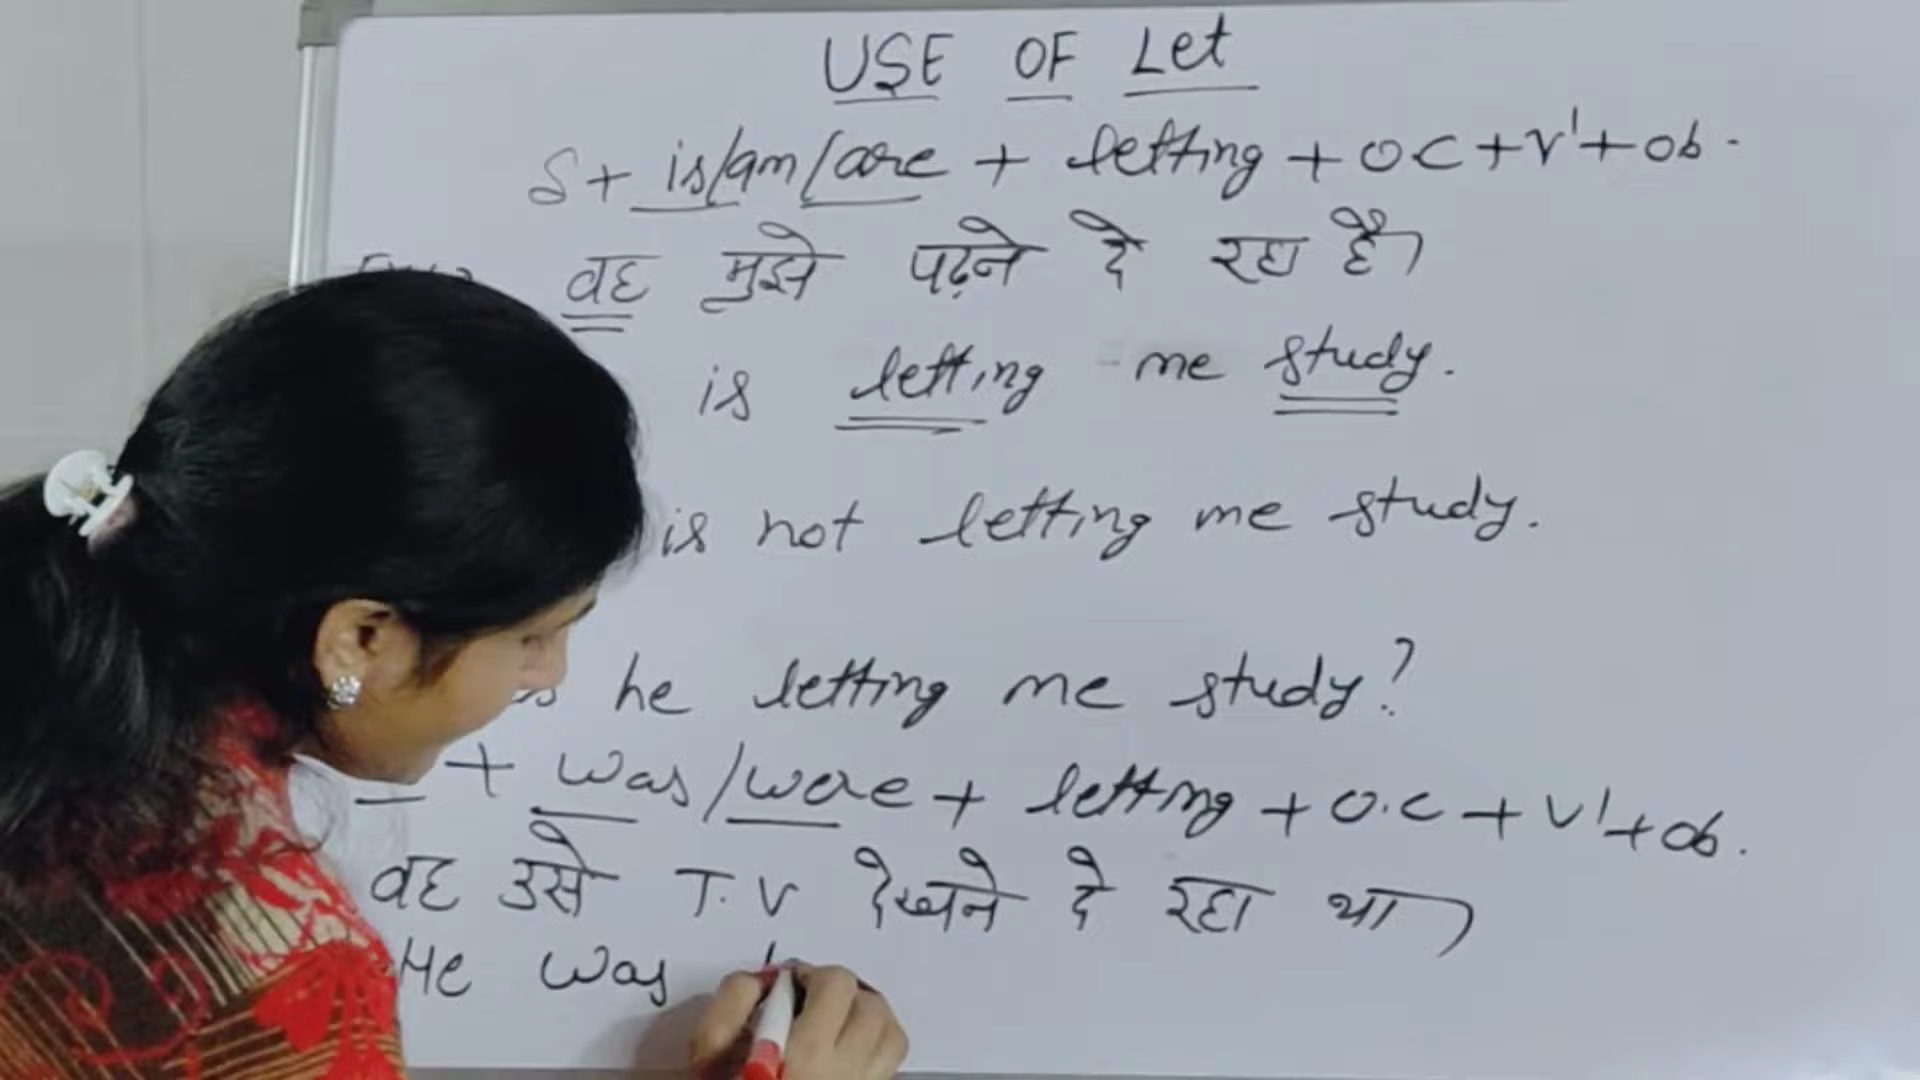 USE OF Let
S+ is/am/are + letting + OC+V¹+ob.
वह मुझे पढ़ने दे रहा है।
is letting me study.
is not letting me study.
he letting me study?
+ was/were + letting + O.C + V¹+ob.
वह उसे T.V देखने दे रहा था।
He was